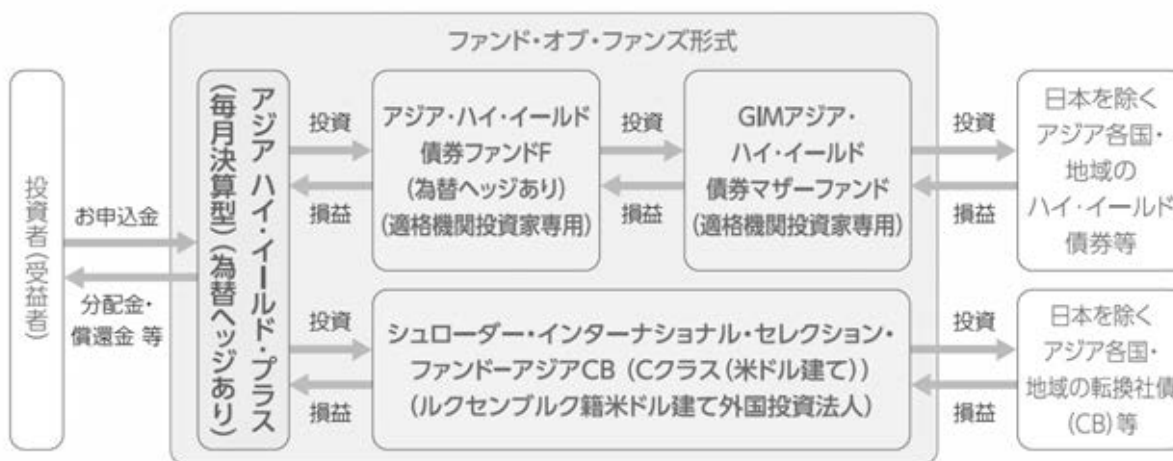 ファンド・オブ・ファンズ形式
投資者(受益者)
お申込金
分配金・
償還金 等
アジア ハイ・イールド・プラス
(毎月決算型)(為替ヘッジあり)
投資
損益
アジア・ハイ・イールド
債券ファンドF
(為替ヘッジあり)
(適格機関投資家専用)
投資
損益
GIMアジア・
ハイ・イールド
債券マザーファンド
(適格機関投資家専用)
投資
損益
日本を除く
アジア各国・
地域の
ハイ・イールド
債券等
投資
損益
シュローダー・インターナショナル・セレクション・
ファンドーアジアCB (Cクラス(米ドル建て))
(ルクセンブルク籍米ドル建て外国投資法人)
投資
損益
日本を除く
アジア各国・
地域の転換社債
(CB)等